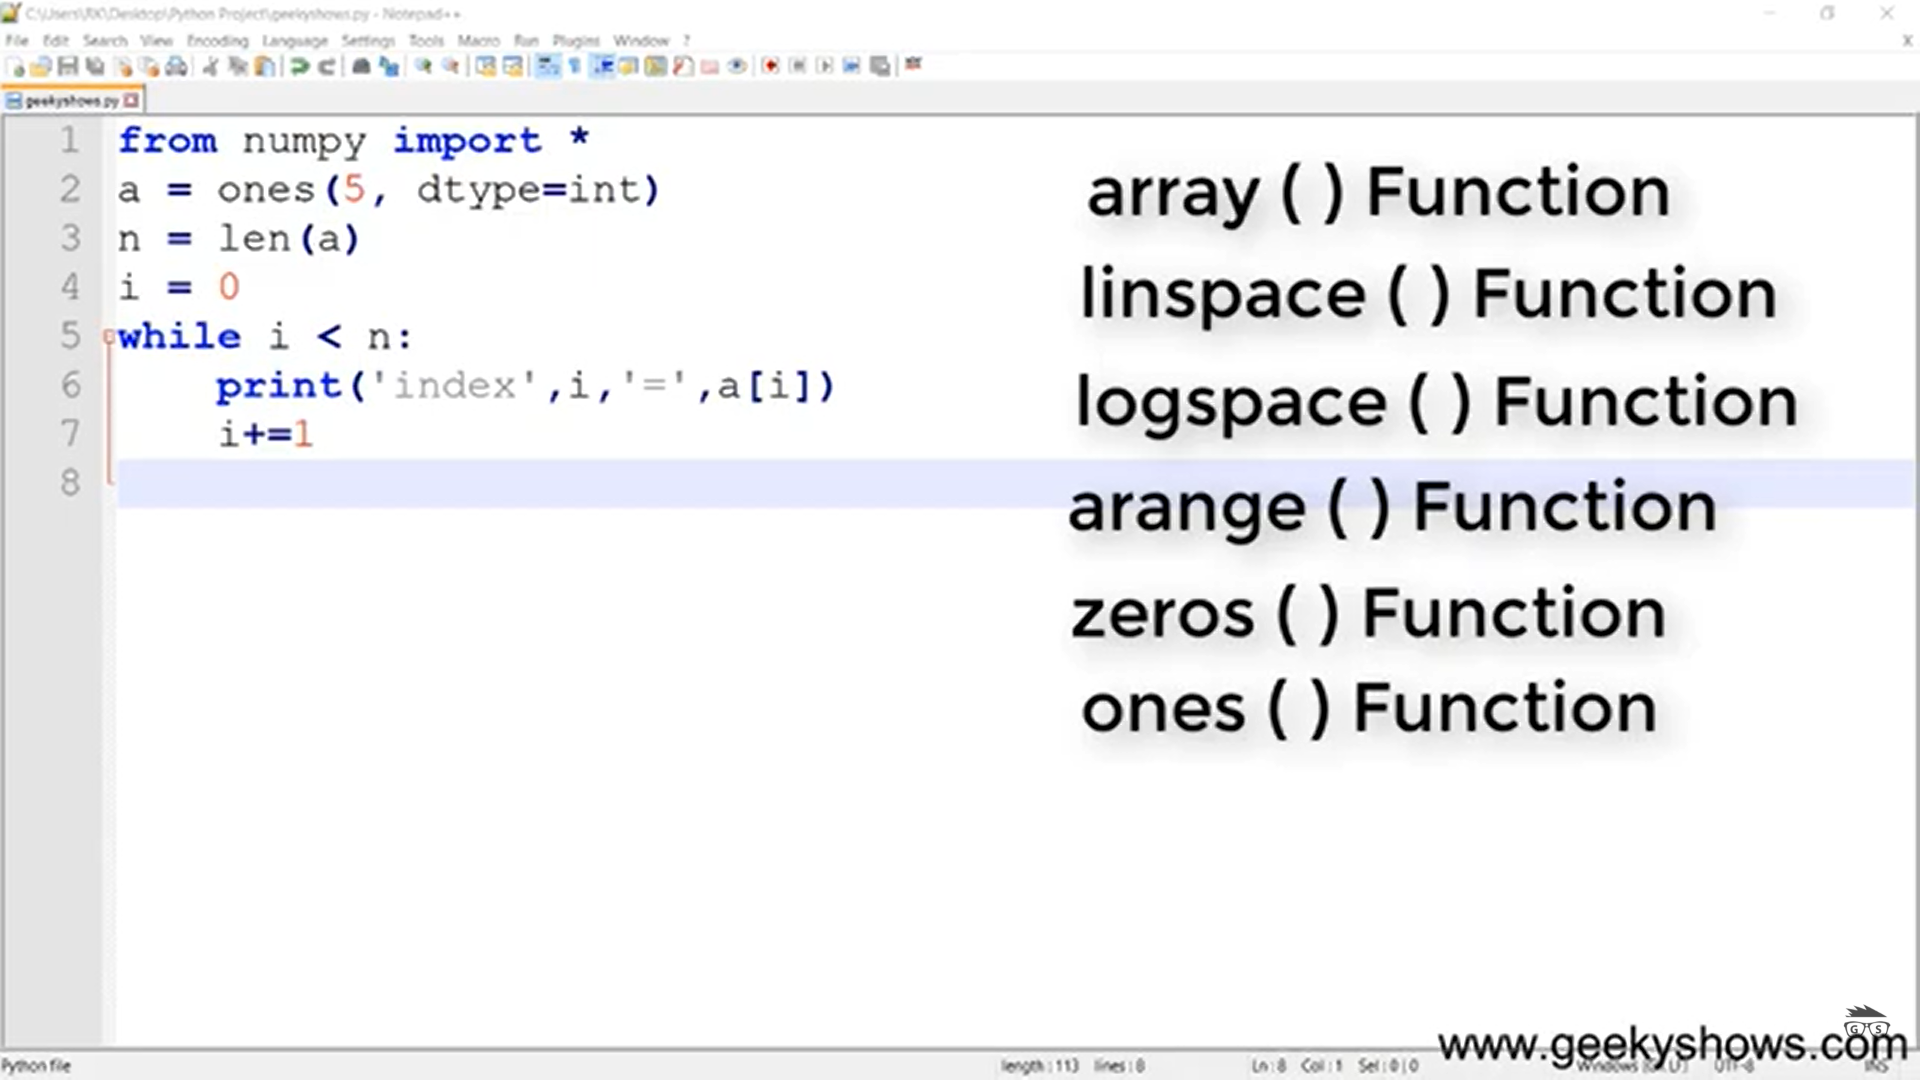 C:\Users\RK\Desktop\Python Project\geekyshows.py - Notepad++
File Edit Search View Encoding Language Settings Tools Macro Run Plugins Window ?
X
geekyshows.py
1 from numpy import *
2 a = ones(5, dtype=int)
3 n = len(a)
4 i = 0
5 while i < n:
6 print('index',i,'=',a[i])
7 i+=1
8
array ( ) Function
linspace ( ) Function
logspace ( ) Function
arange ( ) Function
zeros ( ) Function
ones ( ) Function
G S
www.geekyshows.com
Python file length : 113 lines : 8 Ln : 8 Col : 1 Sel : 0 | 0 UTF-8 INS